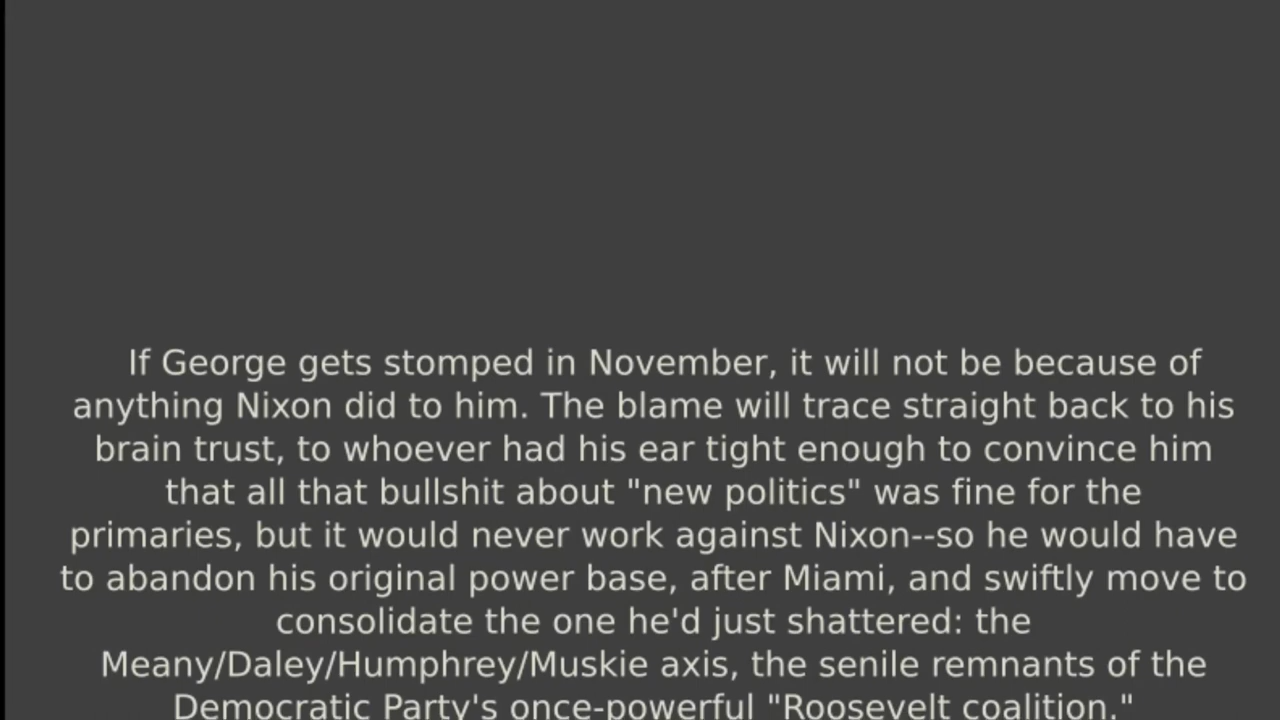 If George gets stomped in November, it will not be because of
anything Nixon did to him. The blame will trace straight back to his
brain trust, to whoever had his ear tight enough to convince him
that all that bullshit about "new politics" was fine for the
primaries, but it would never work against Nixon--so he would have
to abandon his original power base, after Miami, and swiftly move to
consolidate the one he'd just shattered: the
Meany/Daley/Humphrey/Muskie axis, the senile remnants of the
Democratic Party's once-powerful "Roosevelt coalition."